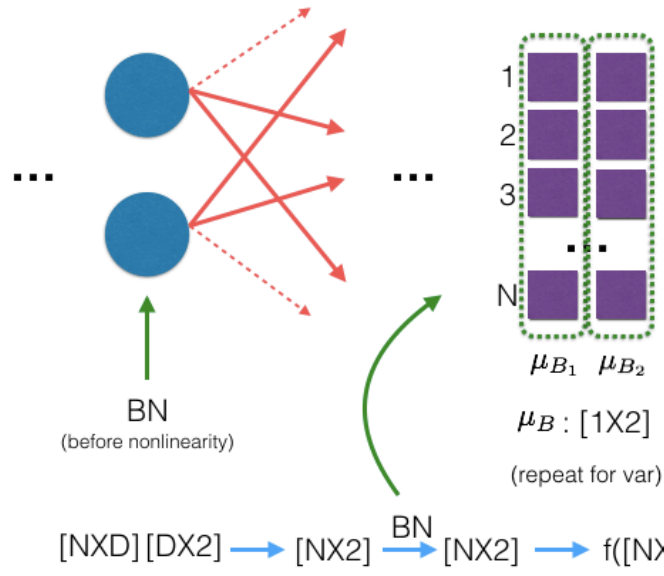 ...
...
1
2
3
...
N
μB1 μB2
BN
(before nonlinearity)
μB : [1X2]
(repeat for var)
BN
[NXD] [DX2] [NX2] [NX2] f([NX